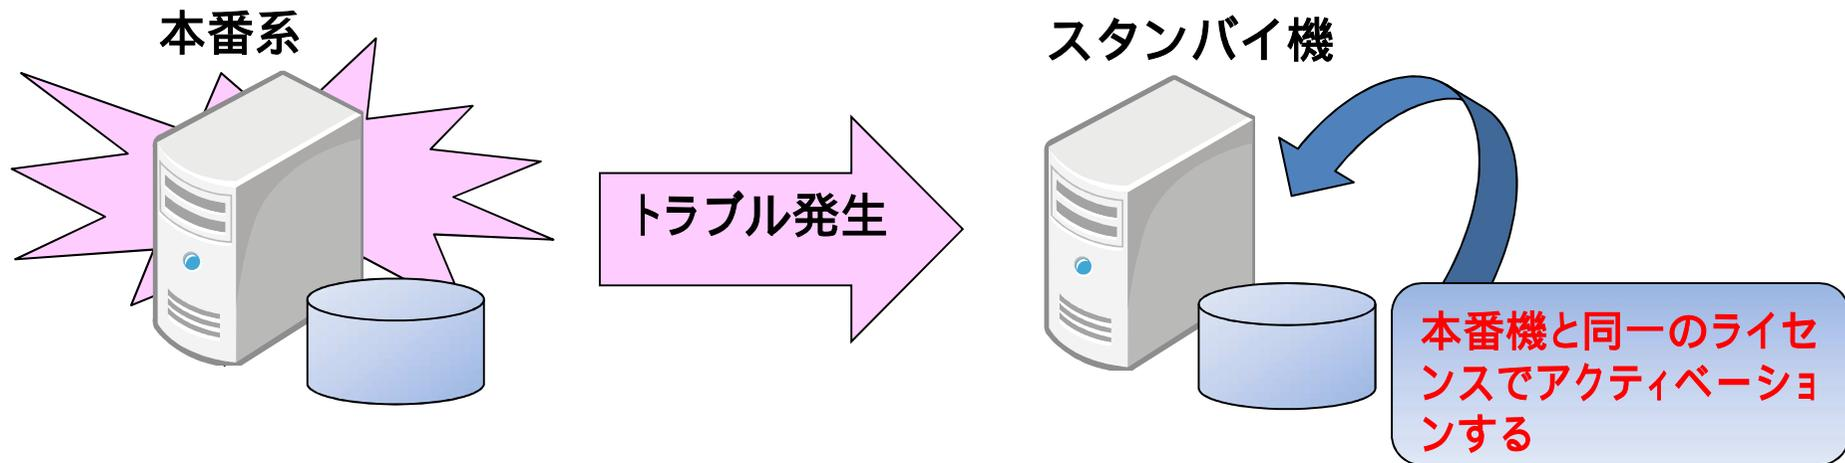 本番系
スタンバイ機
トラブル発生
本番機と同一のライセ
ンスでアクティベーショ
ンする